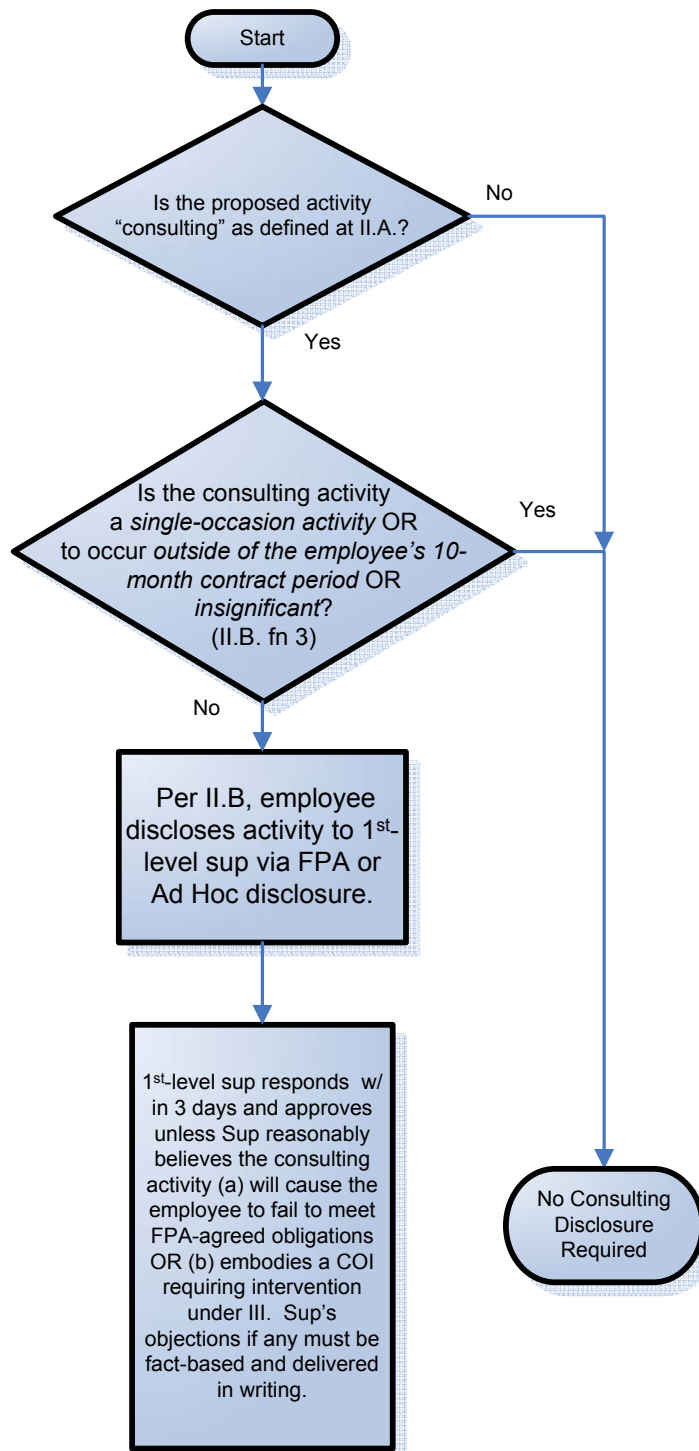 Start
Is the proposed activity
“consulting” as defined at II.A.?
No
Yes
Is the consulting activity
a single-occasion activity OR
to occur outside of the employee’s 10-
month contract period OR
insignificant?
(II.B. fn 3)
Yes
No
Per II.B, employee
discloses activity to 1st-
level sup via FPA or
Ad Hoc disclosure.
1st-level sup responds w/
in 3 days and approves
unless Sup reasonably
believes the consulting
activity (a) will cause the
employee to fail to meet
FPA-agreed obligations
OR (b) embodies a COI
requiring intervention
under III. Sup’s
objections if any must be
fact-based and delivered
in writing.
No Consulting
Disclosure
Required